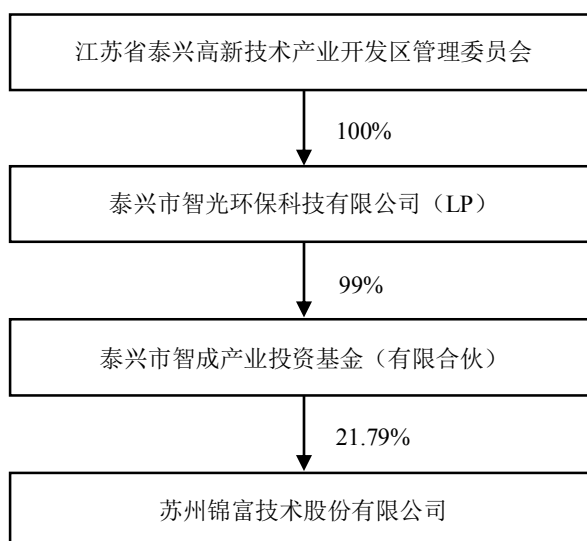 江苏省泰兴高新技术产业开发区管理委员会
100%
泰兴市智光环保科技有限公司（LP）
99%
泰兴市智成产业投资基金（有限合伙）
21.79%
苏州锦富技术股份有限公司